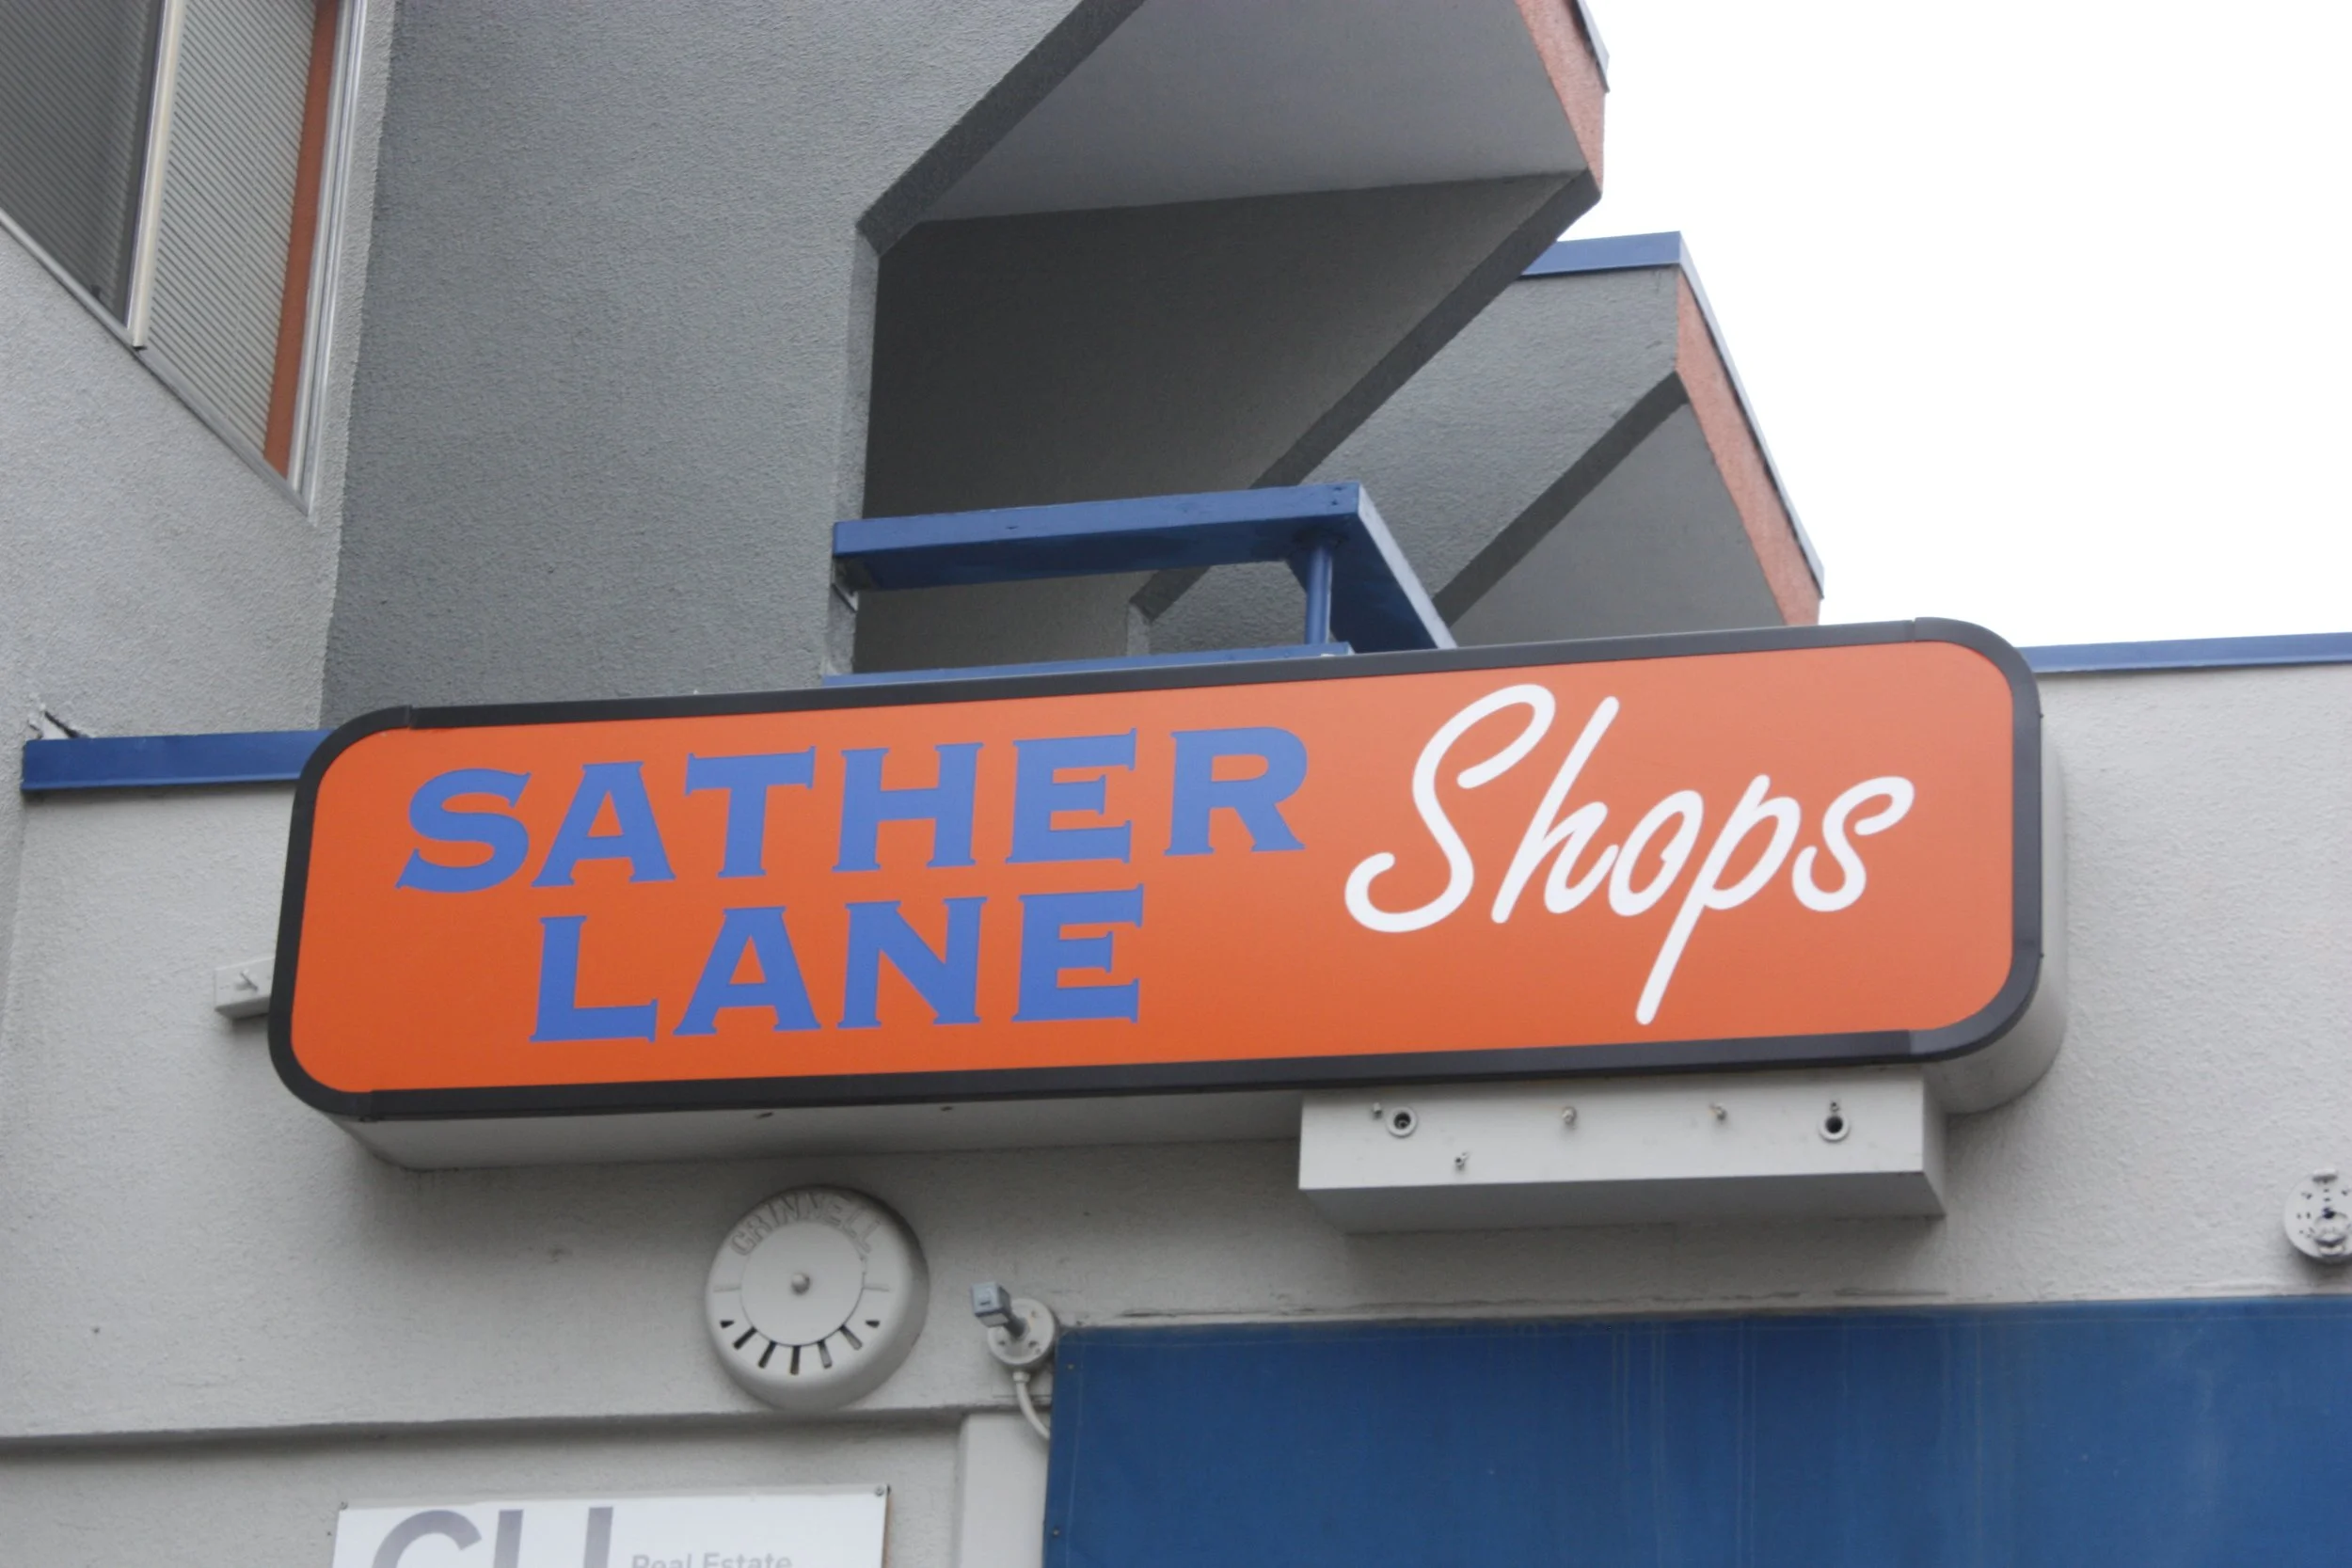 SATHER
LANE
Shops
GRINNELL
Real Estate